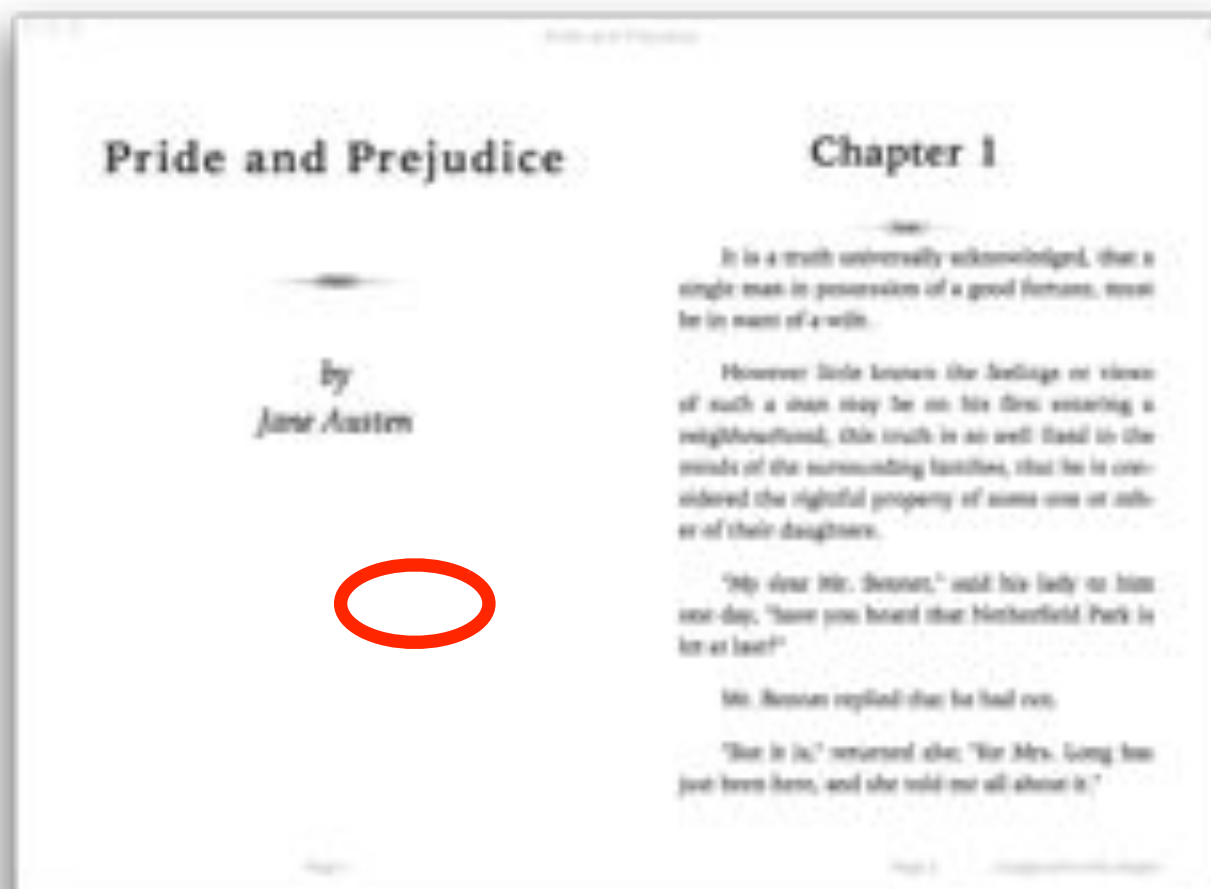 Pride and Prejudice
Pride and Prejudice
by
Jane Austen
Chapter 1
It is a truth universally acknowledged, that a
single man in possession of a good fortune, must
be in want of a wife.
However little known the feelings or views
of such a man may be on his first entering a
neighbourhood, this truth is so well fixed in the
minds of the surrounding families, that he is con-
sidered the rightful property of some one or oth-
er of their daughters.
"My dear Mr. Bennet," said his lady to him
one day, "have you heard that Netherfield Park is
let at last?"
Mr. Bennet replied that he had not.
"But it is," returned she; "for Mrs. Long has
just been here, and she told me all about it."